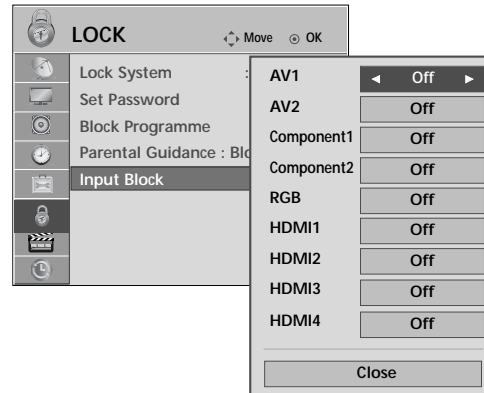 LOCK
Move OK
Lock System :
Set Password
Block Programme
Parental Guidance : Blo
Input Block
AV1 Off
AV2 Off
Component1 Off
Component2 Off
RGB Off
HDMI1 Off
HDMI2 Off
HDMI3 Off
HDMI4 Off
Close